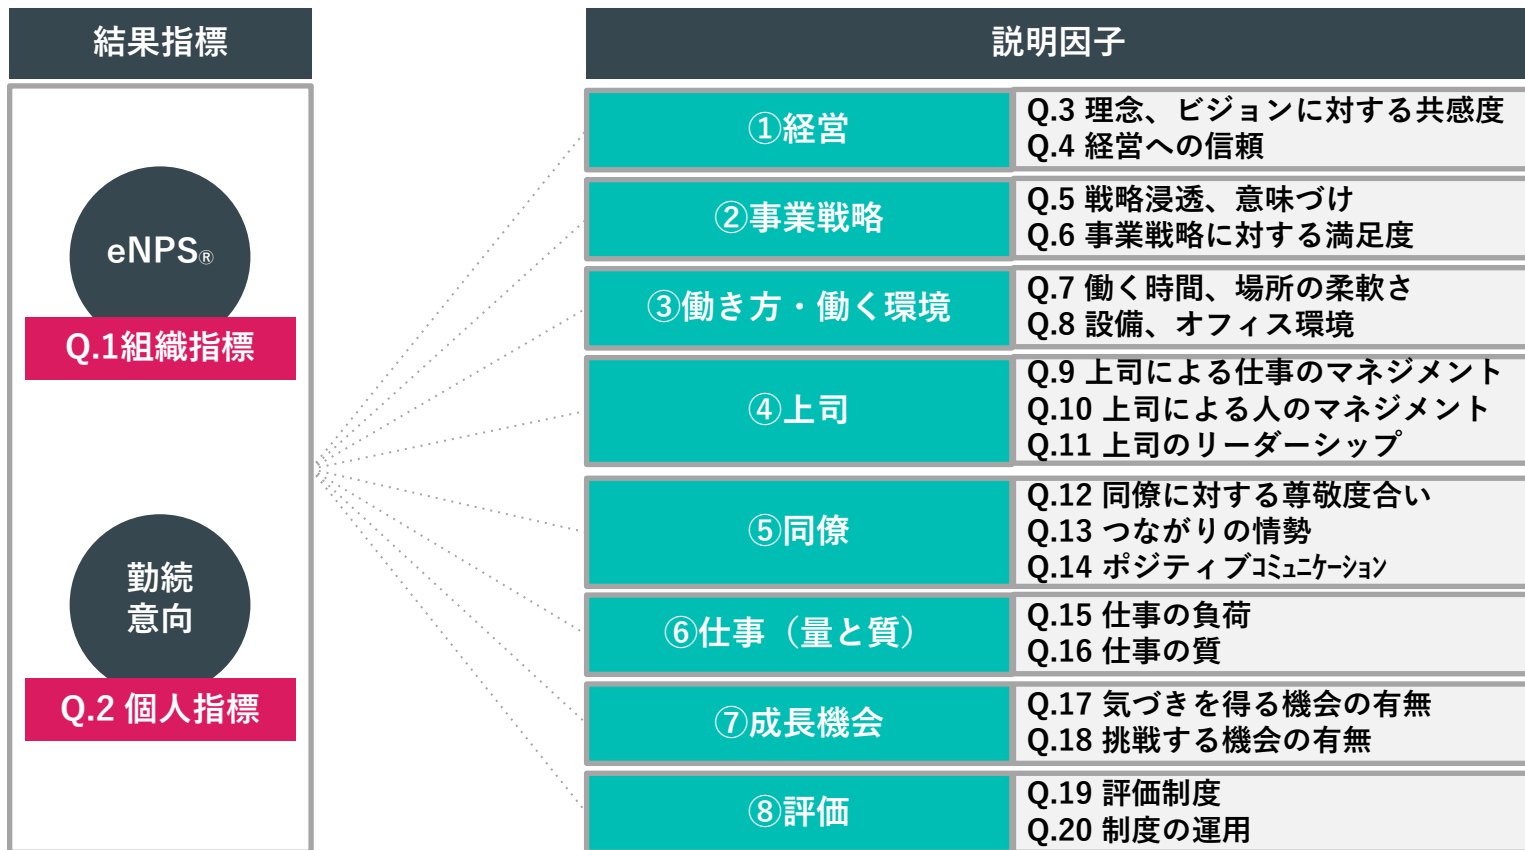 結果指標
eNPS®
Q.1組織指標
勤続
意向
Q.2 個人指標
説明因子
①経営
Q.3 理念、ビジョンに対する共感度
Q.4 経営への信頼
②事業戦略
Q.5 戦略浸透、意味づけ
Q.6 事業戦略に対する満足度
③働き方・働く環境
Q.7 働く時間、場所の柔軟さ
Q.8 設備、オフィス環境
④上司
Q.9 上司による仕事のマネジメント
Q.10 上司による人のマネジメント
Q.11 上司のリーダーシップ
⑤同僚
Q.12 同僚に対する尊敬度合い
Q.13 つながりの情勢
Q.14 ポジティブｺﾐｭﾆｹｰｼｮﾝ
⑥仕事（量と質）
Q.15 仕事の負荷
Q.16 仕事の質
⑦成長機会
Q.17 気づきを得る機会の有無
Q.18 挑戦する機会の有無
⑧評価
Q.19 評価制度
Q.20 制度の運用